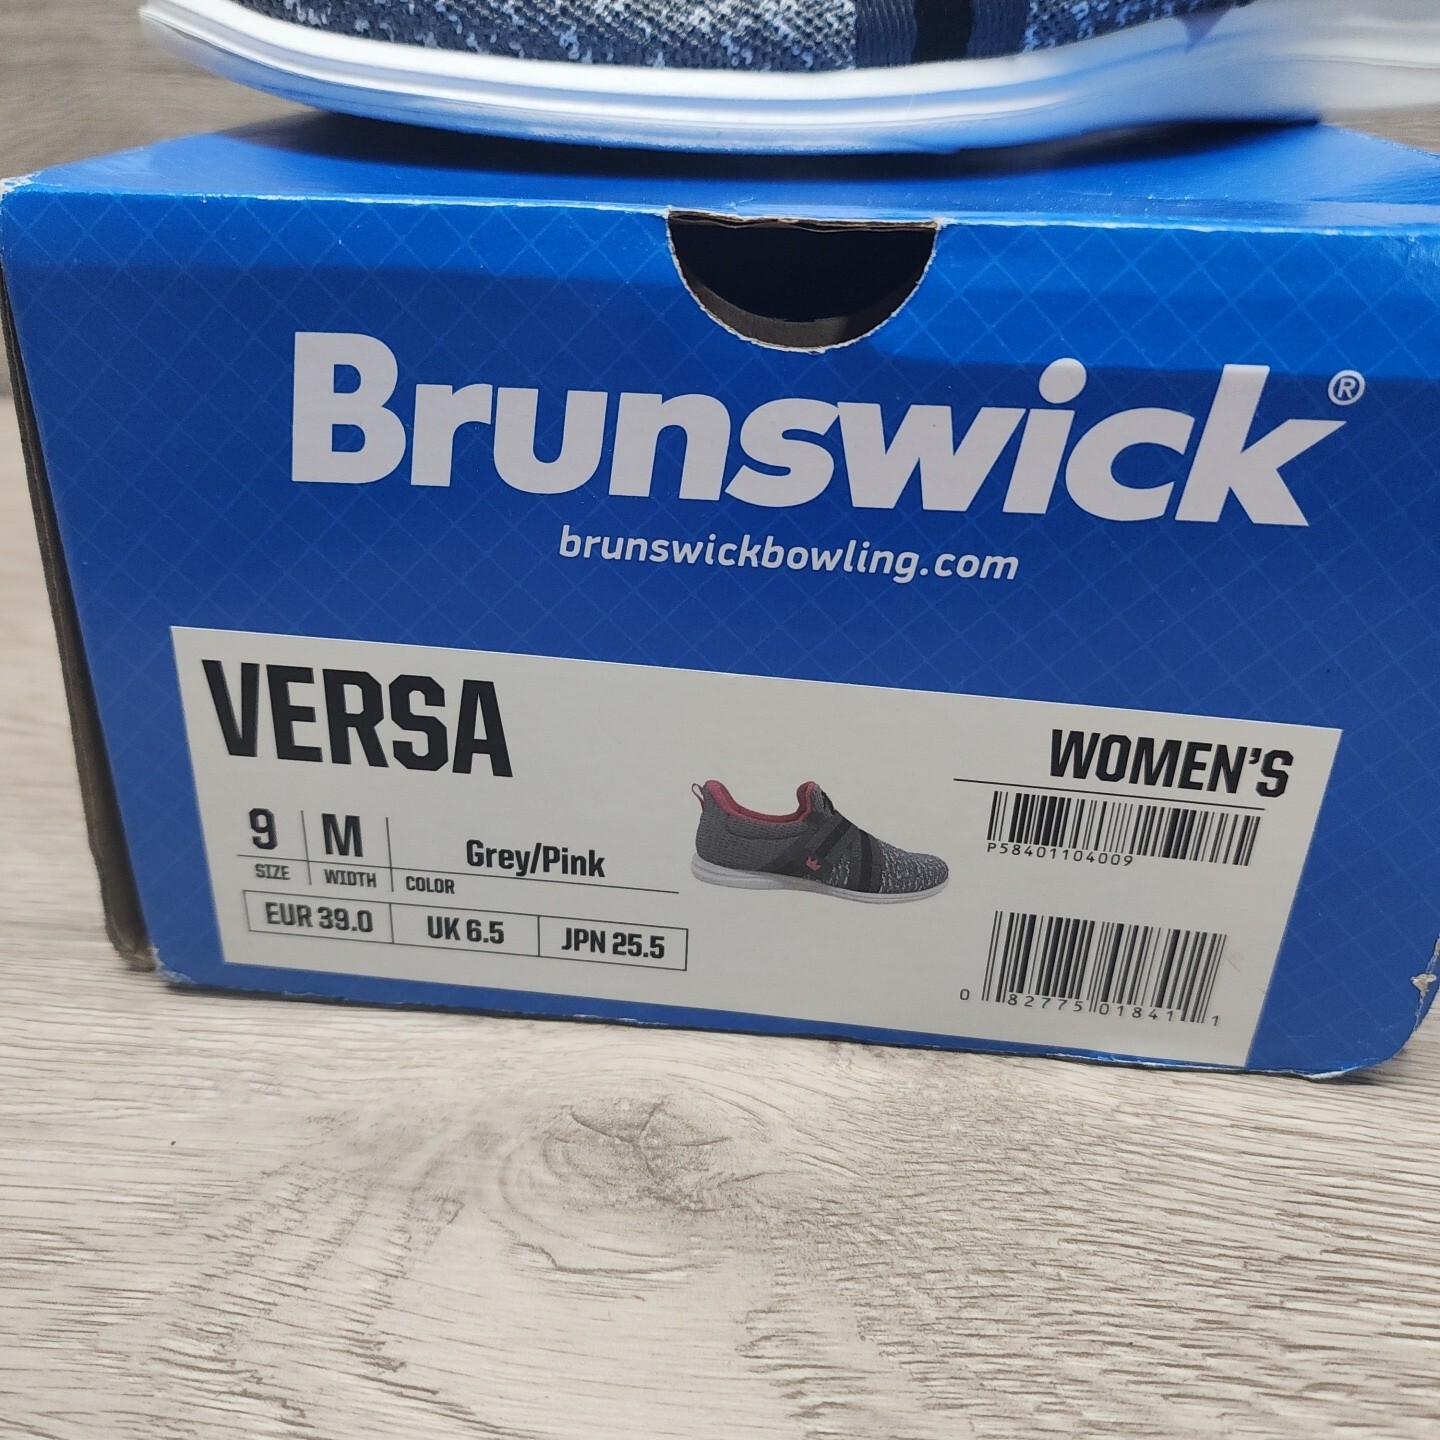 Brunswick®
brunswickbowling.com
VERSA
WOMEN'S
9 M Grey/Pink
SIZE WIDTH COLOR
P58401104009
EUR 39.0 UK 6.5 JPN 25.5
0 82775 01841 1